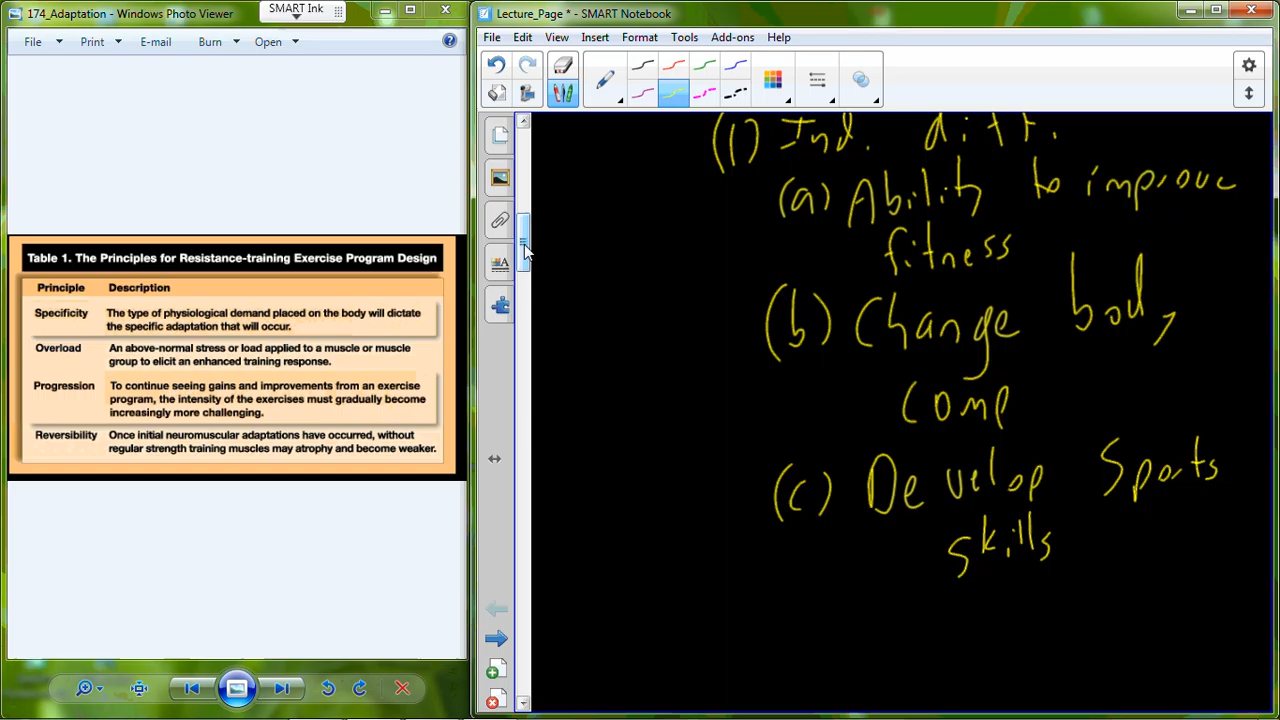 174_Adaptation - Windows Photo Viewer
SMART Ink
File Print E-mail Burn Open
Table 1. The Principles for Resistance-training Exercise Program Design
Principle Description
Specificity The type of physiological demand placed on the body will dictate
the specific adaptation that will occur.
Overload An above-normal stress or load applied to a muscle or muscle
group to elicit an enhanced training response.
Progression To continue seeing gains and improvements from an exercise
program, the intensity of the exercises must gradually become
increasingly more challenging.
Reversibility Once initial neuromuscular adaptations have occurred, without
regular strength training muscles may atrophy and become weaker.
Lecture_Page * - SMART Notebook
File Edit View Insert Format Tools Add-ons Help
(1) Ind. diff.
(a) Ability to improve
fitness
(b) Change body
comp
(c) Develop Sports
skills